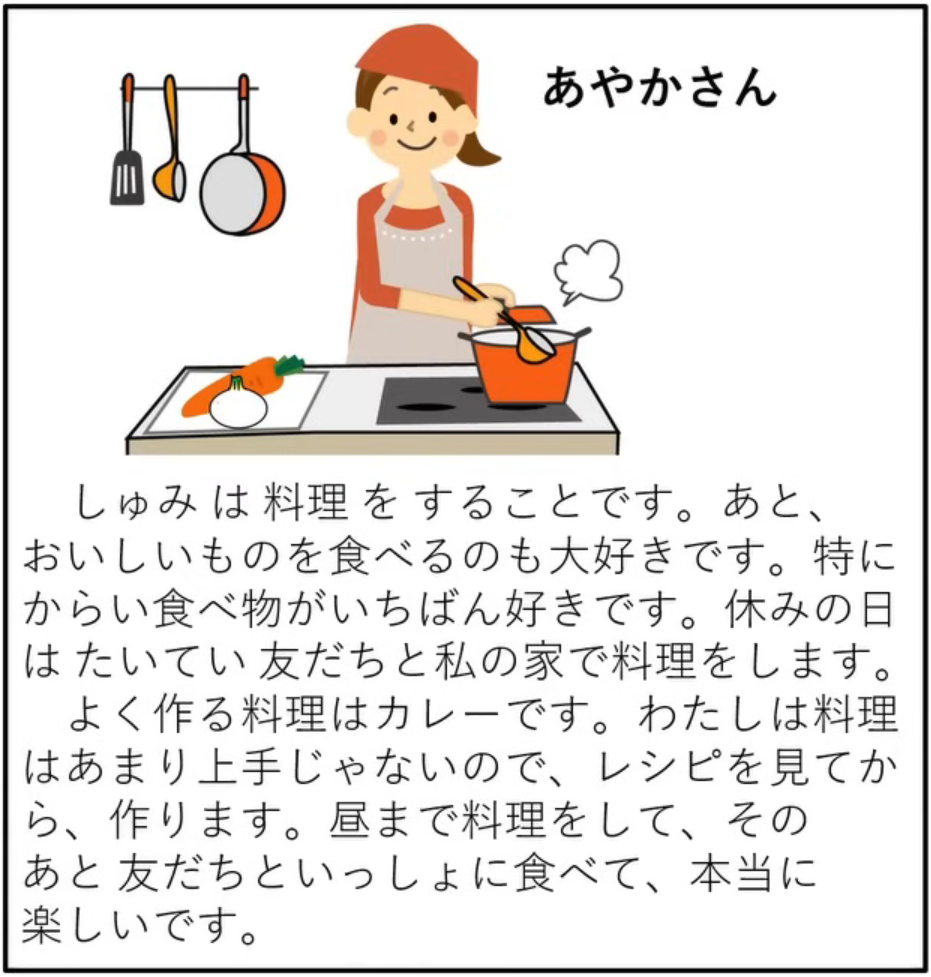 あやかさん
しゅみ は 料理 を することです。あと、
おいしいものを食べるのも大好きです。特に
からい食べ物がいちばん好きです。休みの日
は たいてい 友だちと私の家で料理をします。
よく作る料理はカレーです。わたしは料理
はあまり上手じゃないので、レシピを見てか
ら、作ります。昼まで料理をして、その
あと 友だちといっしょに食べて、本当に
楽しいです。